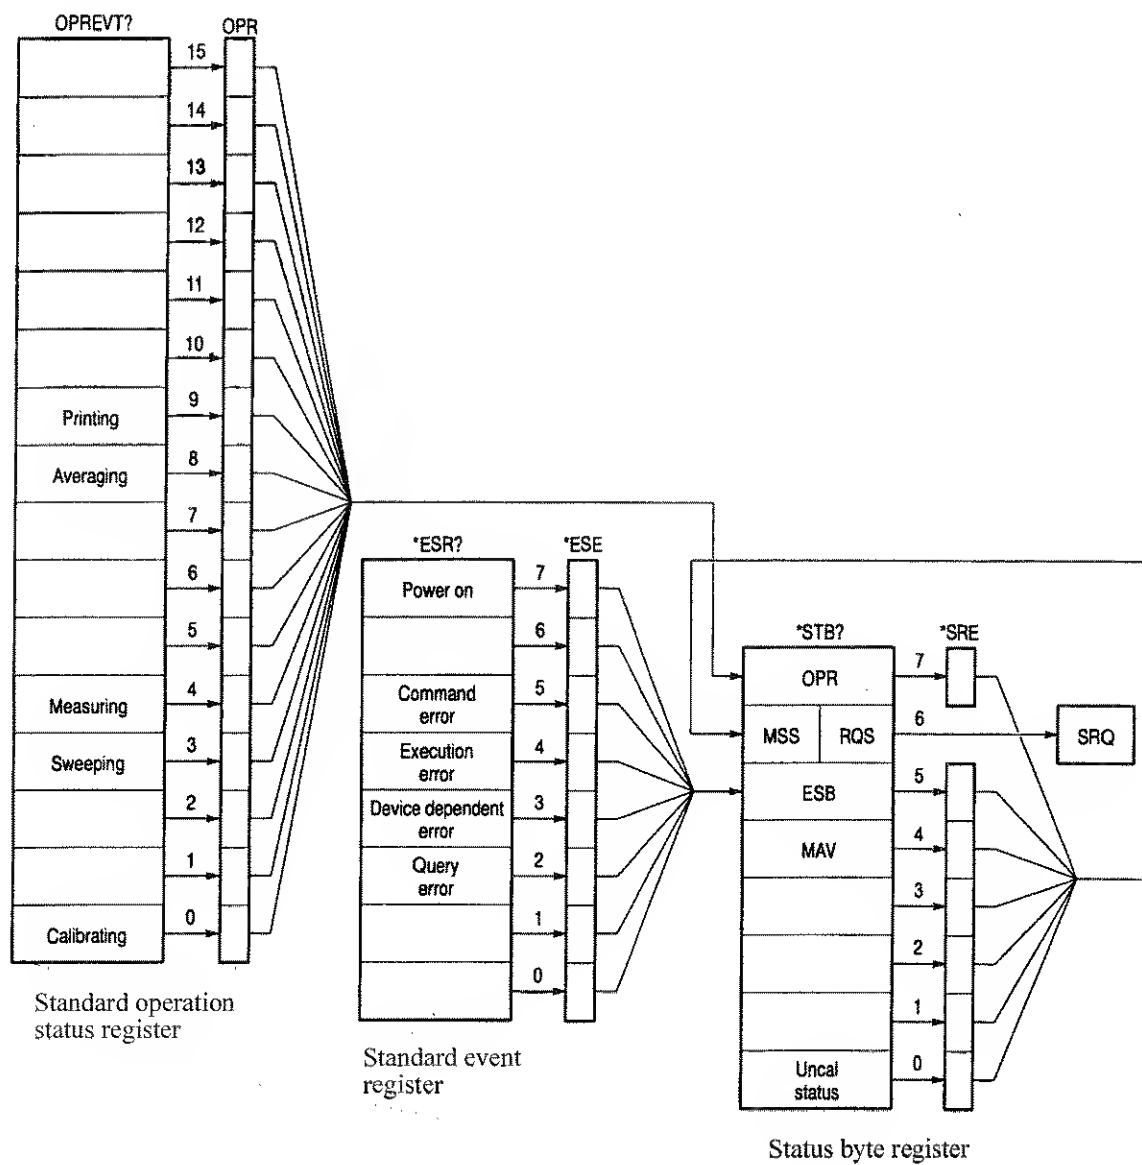 OPREVT? OPR
15
14
13
12
11
10
Printing 9
Averaging 8
7
6
5
Measuring 4
Sweeping 3
2
1
Calibrating 0
Standard operation
status register
*ESR? *ESE
Power on 7
6
Command
error 5
Execution
error 4
Device dependent
error 3
Query
error 2
1
0
Standard event
register
*STB? *SRE
OPR 7
MSS RQS 6 SRQ
ESB 5
MAV 4
3
2
1
Uncal
status 0
Status byte register